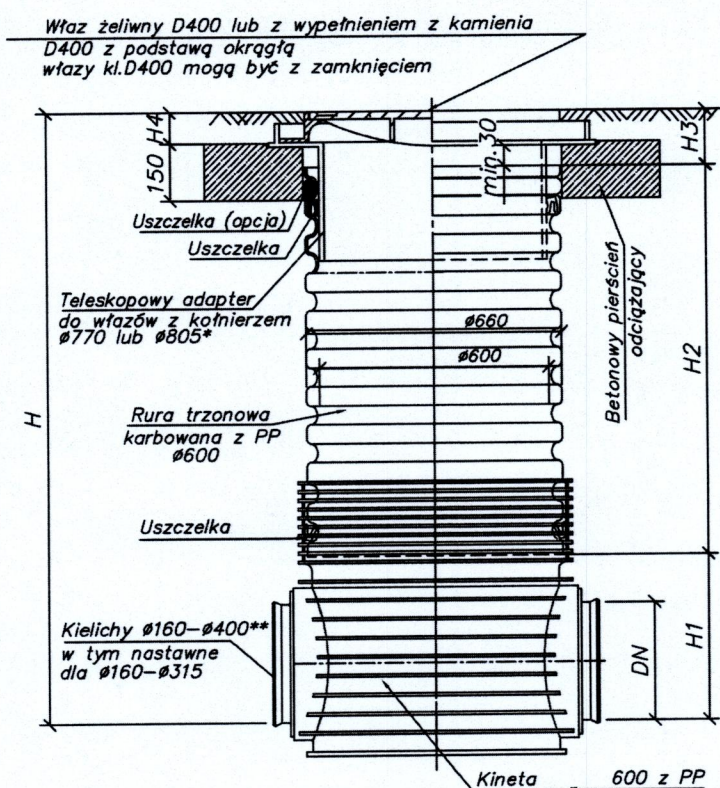 Właz żeliwny D400 lub z wypełnieniem z kamienia
D400 z podstawą okrągłą
włazy kl.D400 mogą być z zamknięciem
H4
150
min. 30
H3
Uszczelka (opcja)
Uszczelka
Teleskopowy adapter
do włazów z kołnierzem
ø770 lub ø805*
ø660
ø600
Betonowy pierścień
odciążający
H2
H
Rura trzonowa
karbowana z PP
ø600
Uszczelka
Kielichy ø160-ø400**
w tym nastawne
dla ø160-ø315
DN
H1
Kineta 600 z PP